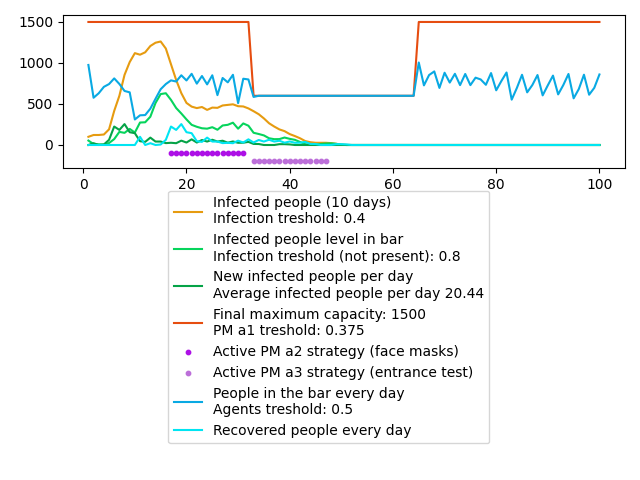 1500
1000
500
0
0 20 40 60 80 100
Infected people (10 days)
Infection treshold: 0.4
Infected people level in bar
Infection treshold (not present): 0.8
New infected people per day
Average infected people per day 20.44
Final maximum capacity: 1500
PM a1 treshold: 0.375
Active PM a2 strategy (face masks)
Active PM a3 strategy (entrance test)
People in the bar every day
Agents treshold: 0.5
Recovered people every day